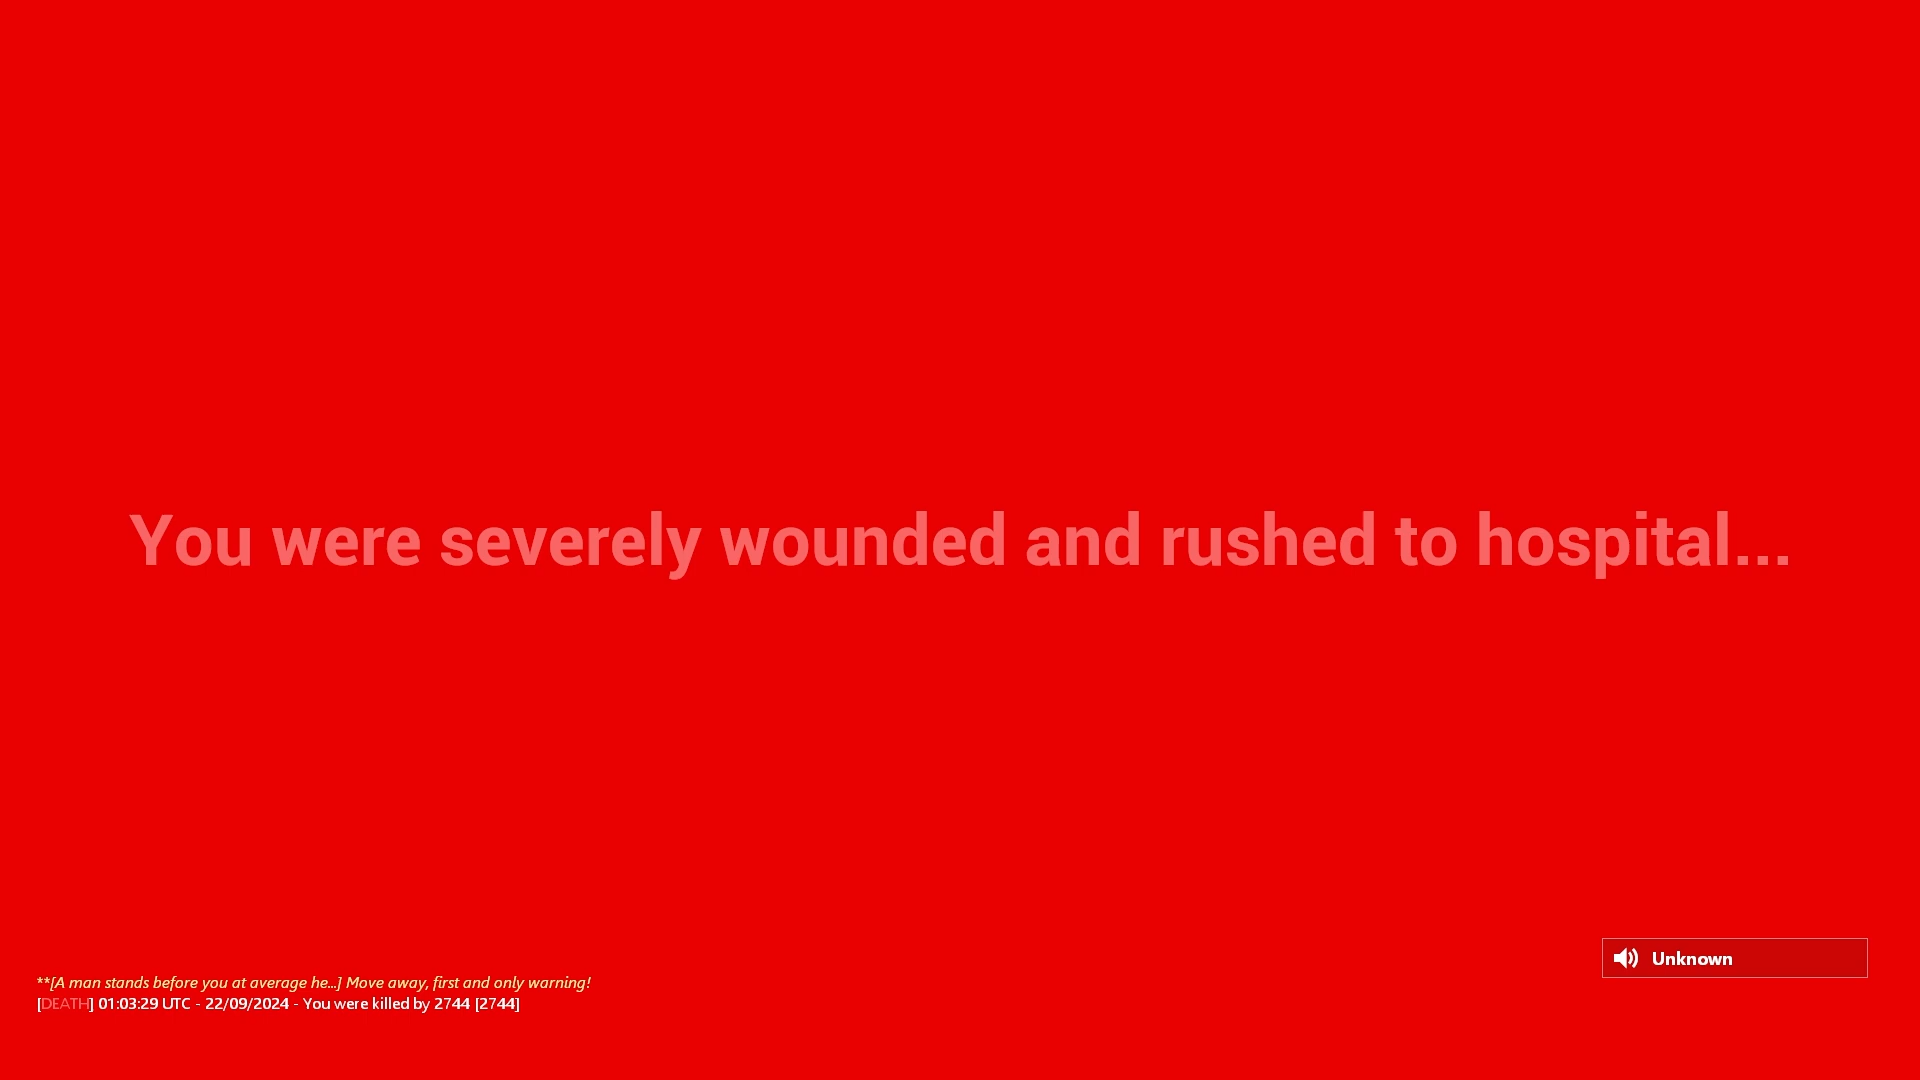 You were severely wounded and rushed to hospital...
Unknown
**[A man stands before you at average he...] Move away, first and only warning!
[DEATH] 01:03:29 UTC - 22/09/2024 - You were killed by 2744 [2744]